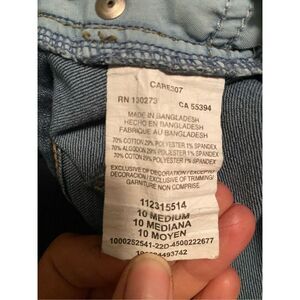 CARE307
RN 130273 CA 55394
MADE IN BANGLADESH
HECHO EN BANGLADESH
FABRIQUE AU BANGLADESH
70% COTTON 29% POLYESTER 1% SPANDEX
70% ALGODON 29% POLYESTER 1% SPANDEX
70% COTON 29% POLYESTER 1% SPANDEX
EXCLUSIVE OF DECORATION/EXCEPTO
DECORACION/EXCLUSIVE OF TRIMMING/
GARNITURE NON COMPRISE
112315514
10 MEDIUM
10 MEDIANA
10 MOYEN
1000252541-22D-4500222677